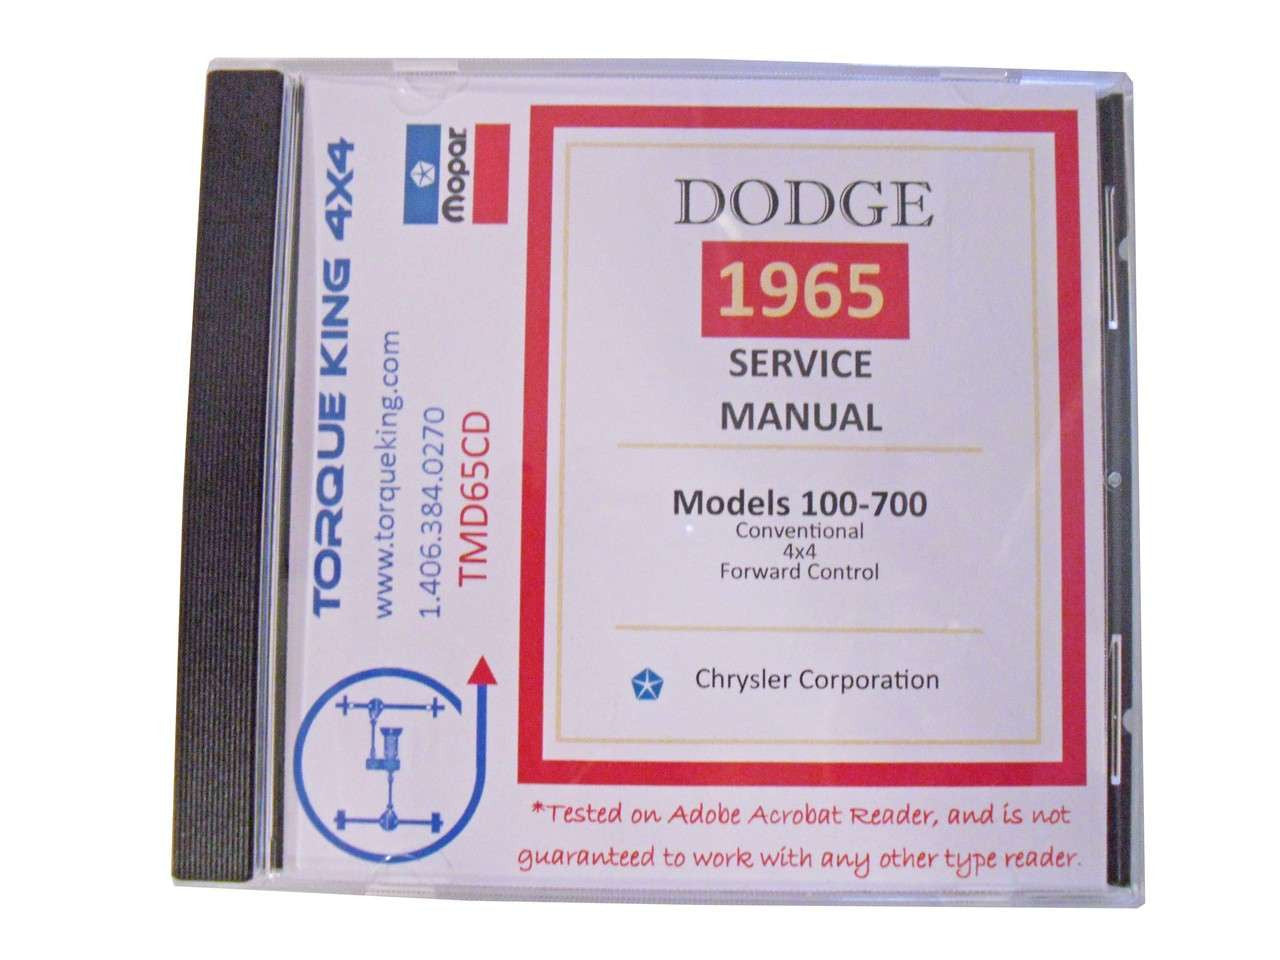 TORQUE KING 4X4
www.torqueking.com
1.406.384.0270
TMD65CD
Mopar
DODGE
1965
SERVICE
MANUAL
Models 100-700
Conventional
4x4
Forward Control
Chrysler Corporation
*Tested on Adobe Acrobat Reader, and is not
guaranteed to work with any other type reader.